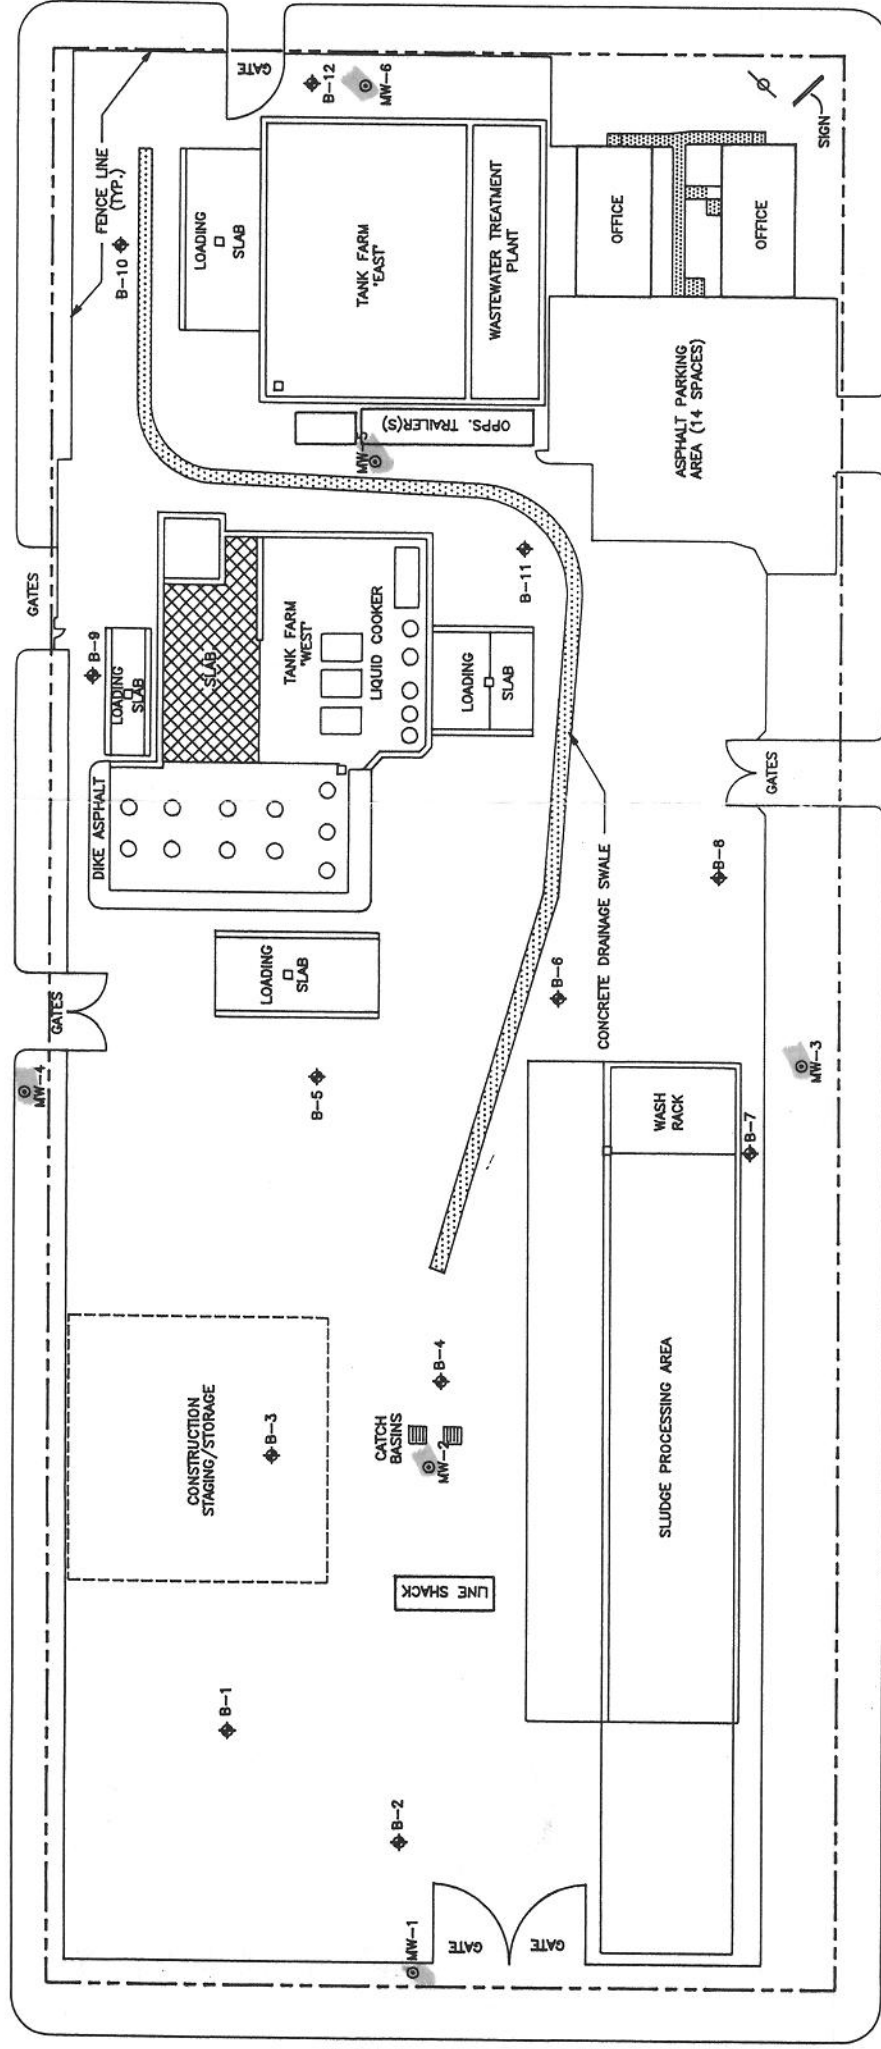 GATE
B-12
MW-6
FENCE LINE
(TYP.)
B-10
LOADING
SLAB
TANK FARM
"EAST"
WASTEWATER TREATMENT
PLANT
OFFICE
OFFICE
SIGN
OPPS. TRAILER(S)
MW-5
ASPHALT PARKING
AREA (14 SPACES)
GATES
B-9
LOADING
SLAB
SLAB
TANK FARM
"WEST"
LIQUID COOKER
LOADING
SLAB
B-11
DIKE ASPHALT
GATES
B-8
CONCRETE DRAINAGE SWALE
LOADING
SLAB
B-6
GATES
MW-4
B-5
MW-3
WASH
RACK
B-7
CONSTRUCTION
STAGING/STORAGE
B-3
CATCH
BASINS
B-4
MW-2
SLUDGE PROCESSING AREA
LINE SHACK
B-1
B-2
MW-1
GATE
GATE